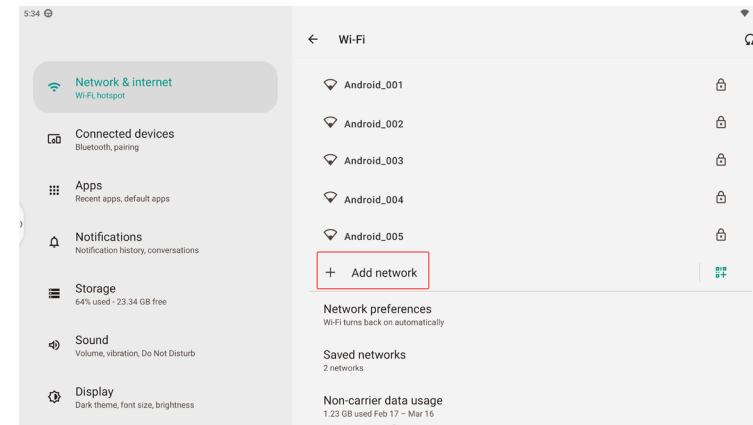 5:34
Wi-Fi
Network & internet
Wi-Fi, hotspot
Connected devices
Bluetooth, pairing
Apps
Recent apps, default apps
Notifications
Notification history, conversations
Storage
64% used - 23.34 GB free
Sound
Volume, vibration, Do Not Disturb
Display
Dark theme, font size, brightness
Android_001
Android_002
Android_003
Android_004
Android_005
Add network
Network preferences
Wi-Fi turns back on automatically
Saved networks
2 networks
Non-carrier data usage
1.23 GB used Feb 17 – Mar 16